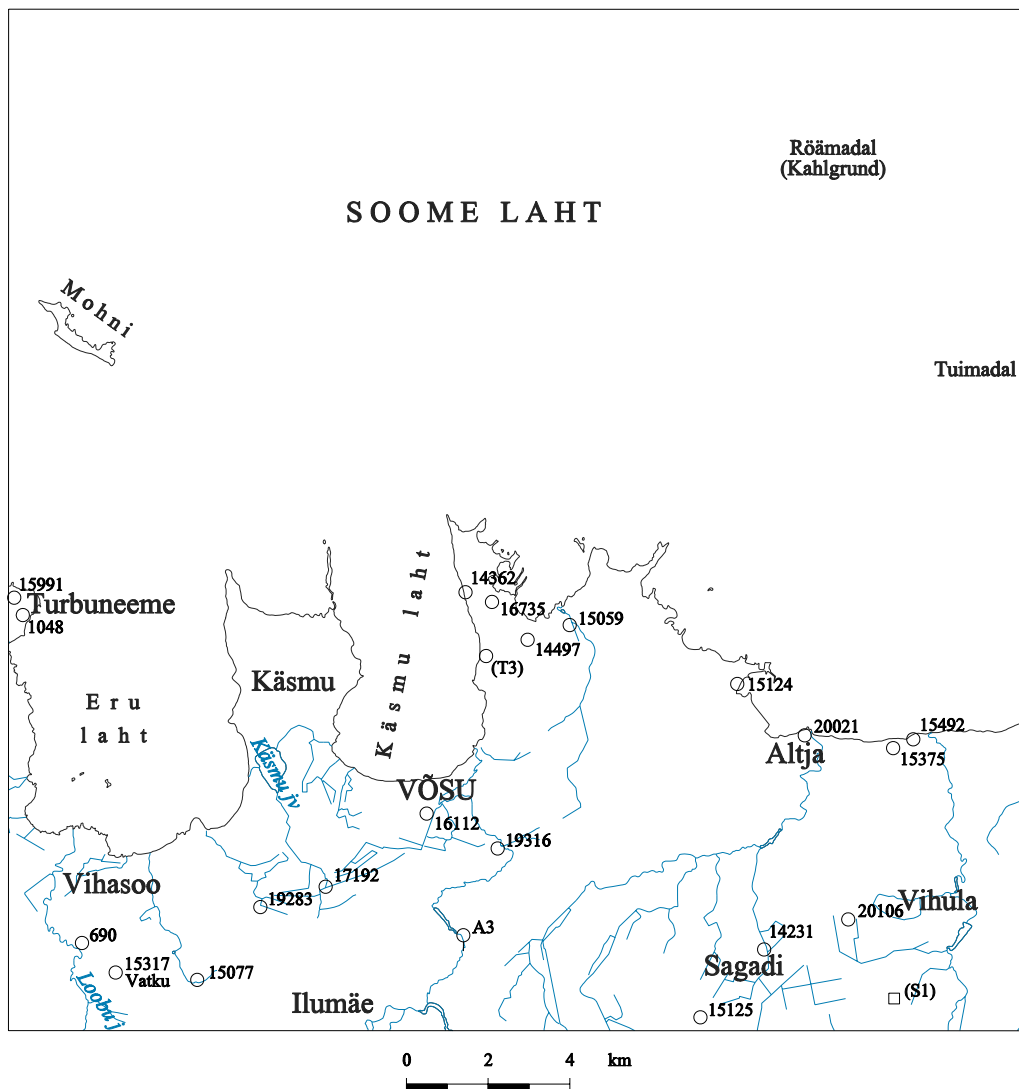 Röämadal
(Kahlgrund)
SOOME LAHT
Mohni
Tuimadal
15991
Turbuneeme
1048
14362
16735
15059
14497
(T3)
Käsmu laht
Käsmu
Eru
laht
15124
20021
15492
Altja
15375
Käsmu jv
VÕSU
16112
19316
17192
Vihasoo
19283
20106
Vihula
690
A3
14231
15317
Vatku
15077
Sagadi
Loobu j
Ilumäe
(S1)
15125
0 2 4 km